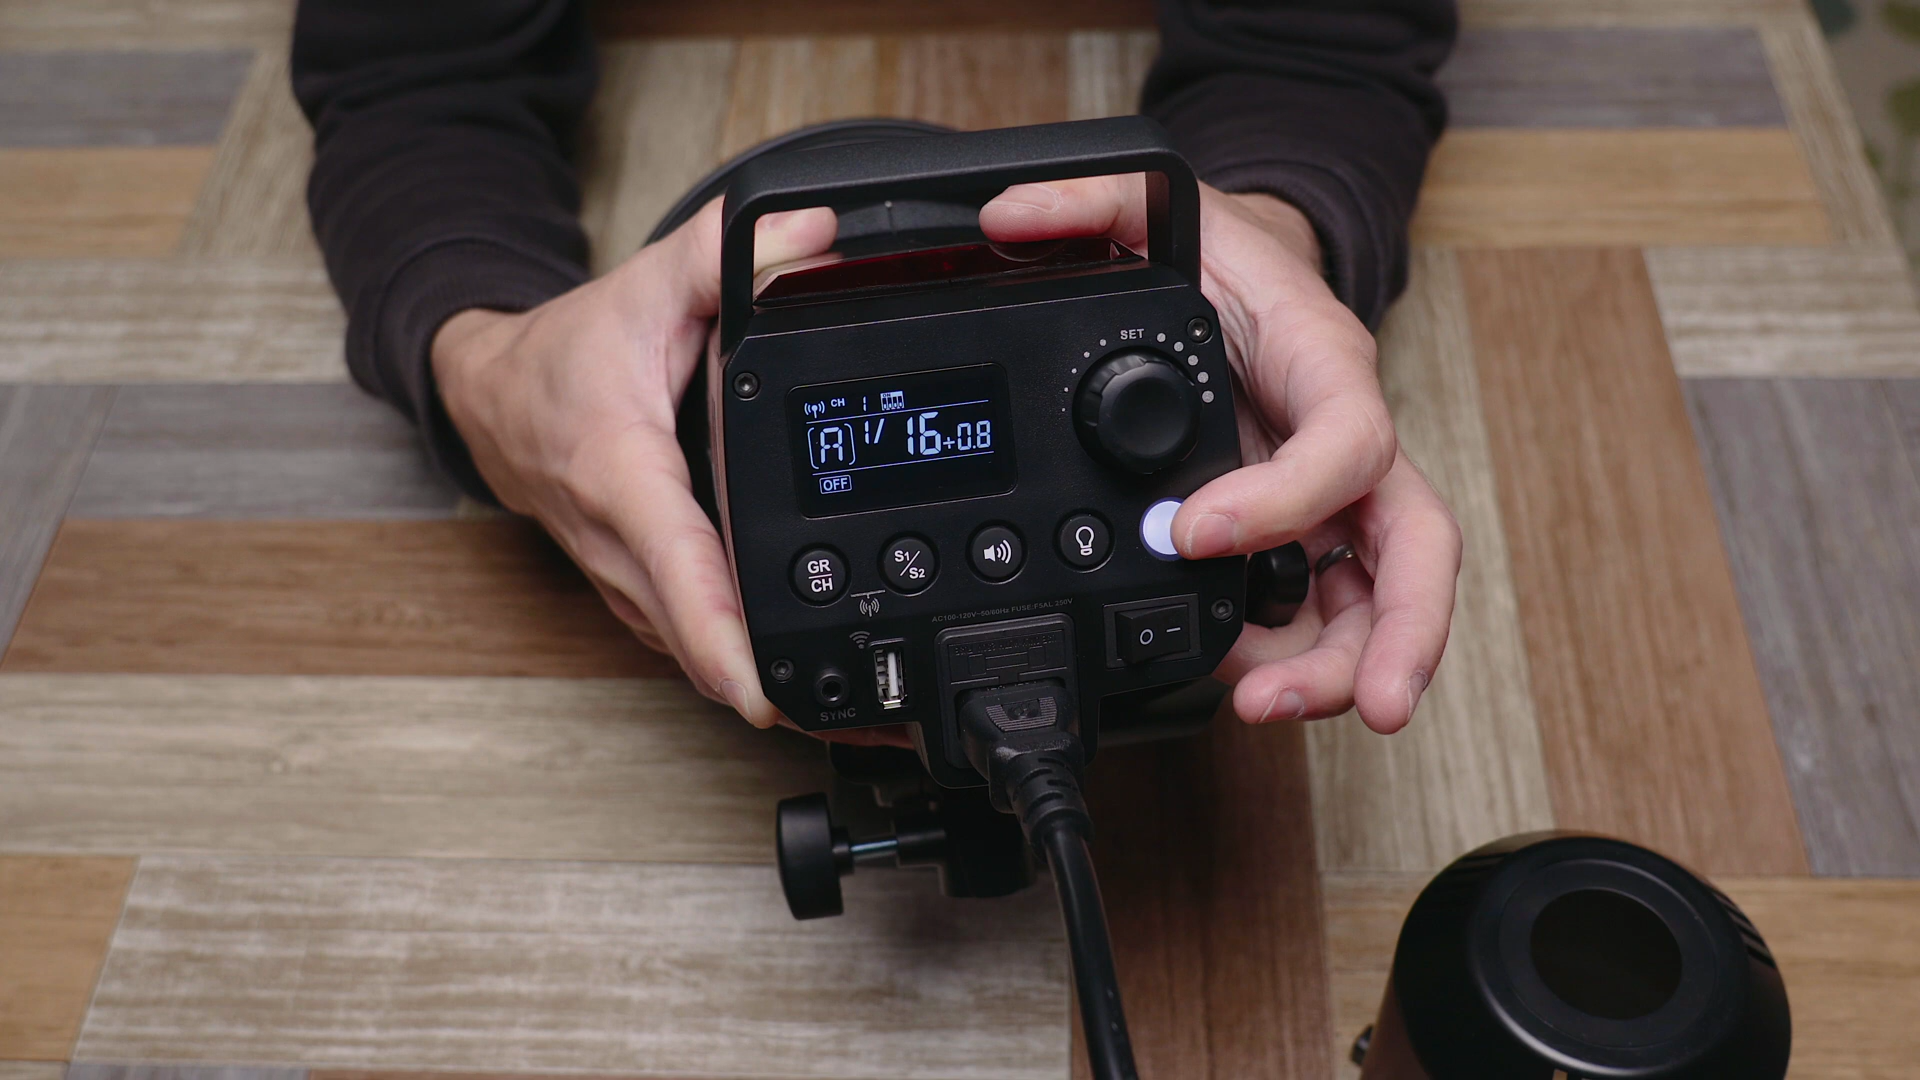 SET
CH 1
[A] 1/ 16+0.8
OFF
GR
CH
S1/S2
AC100-120V~50/60Hz FUSE:F5AL 250V
O —
SYNC